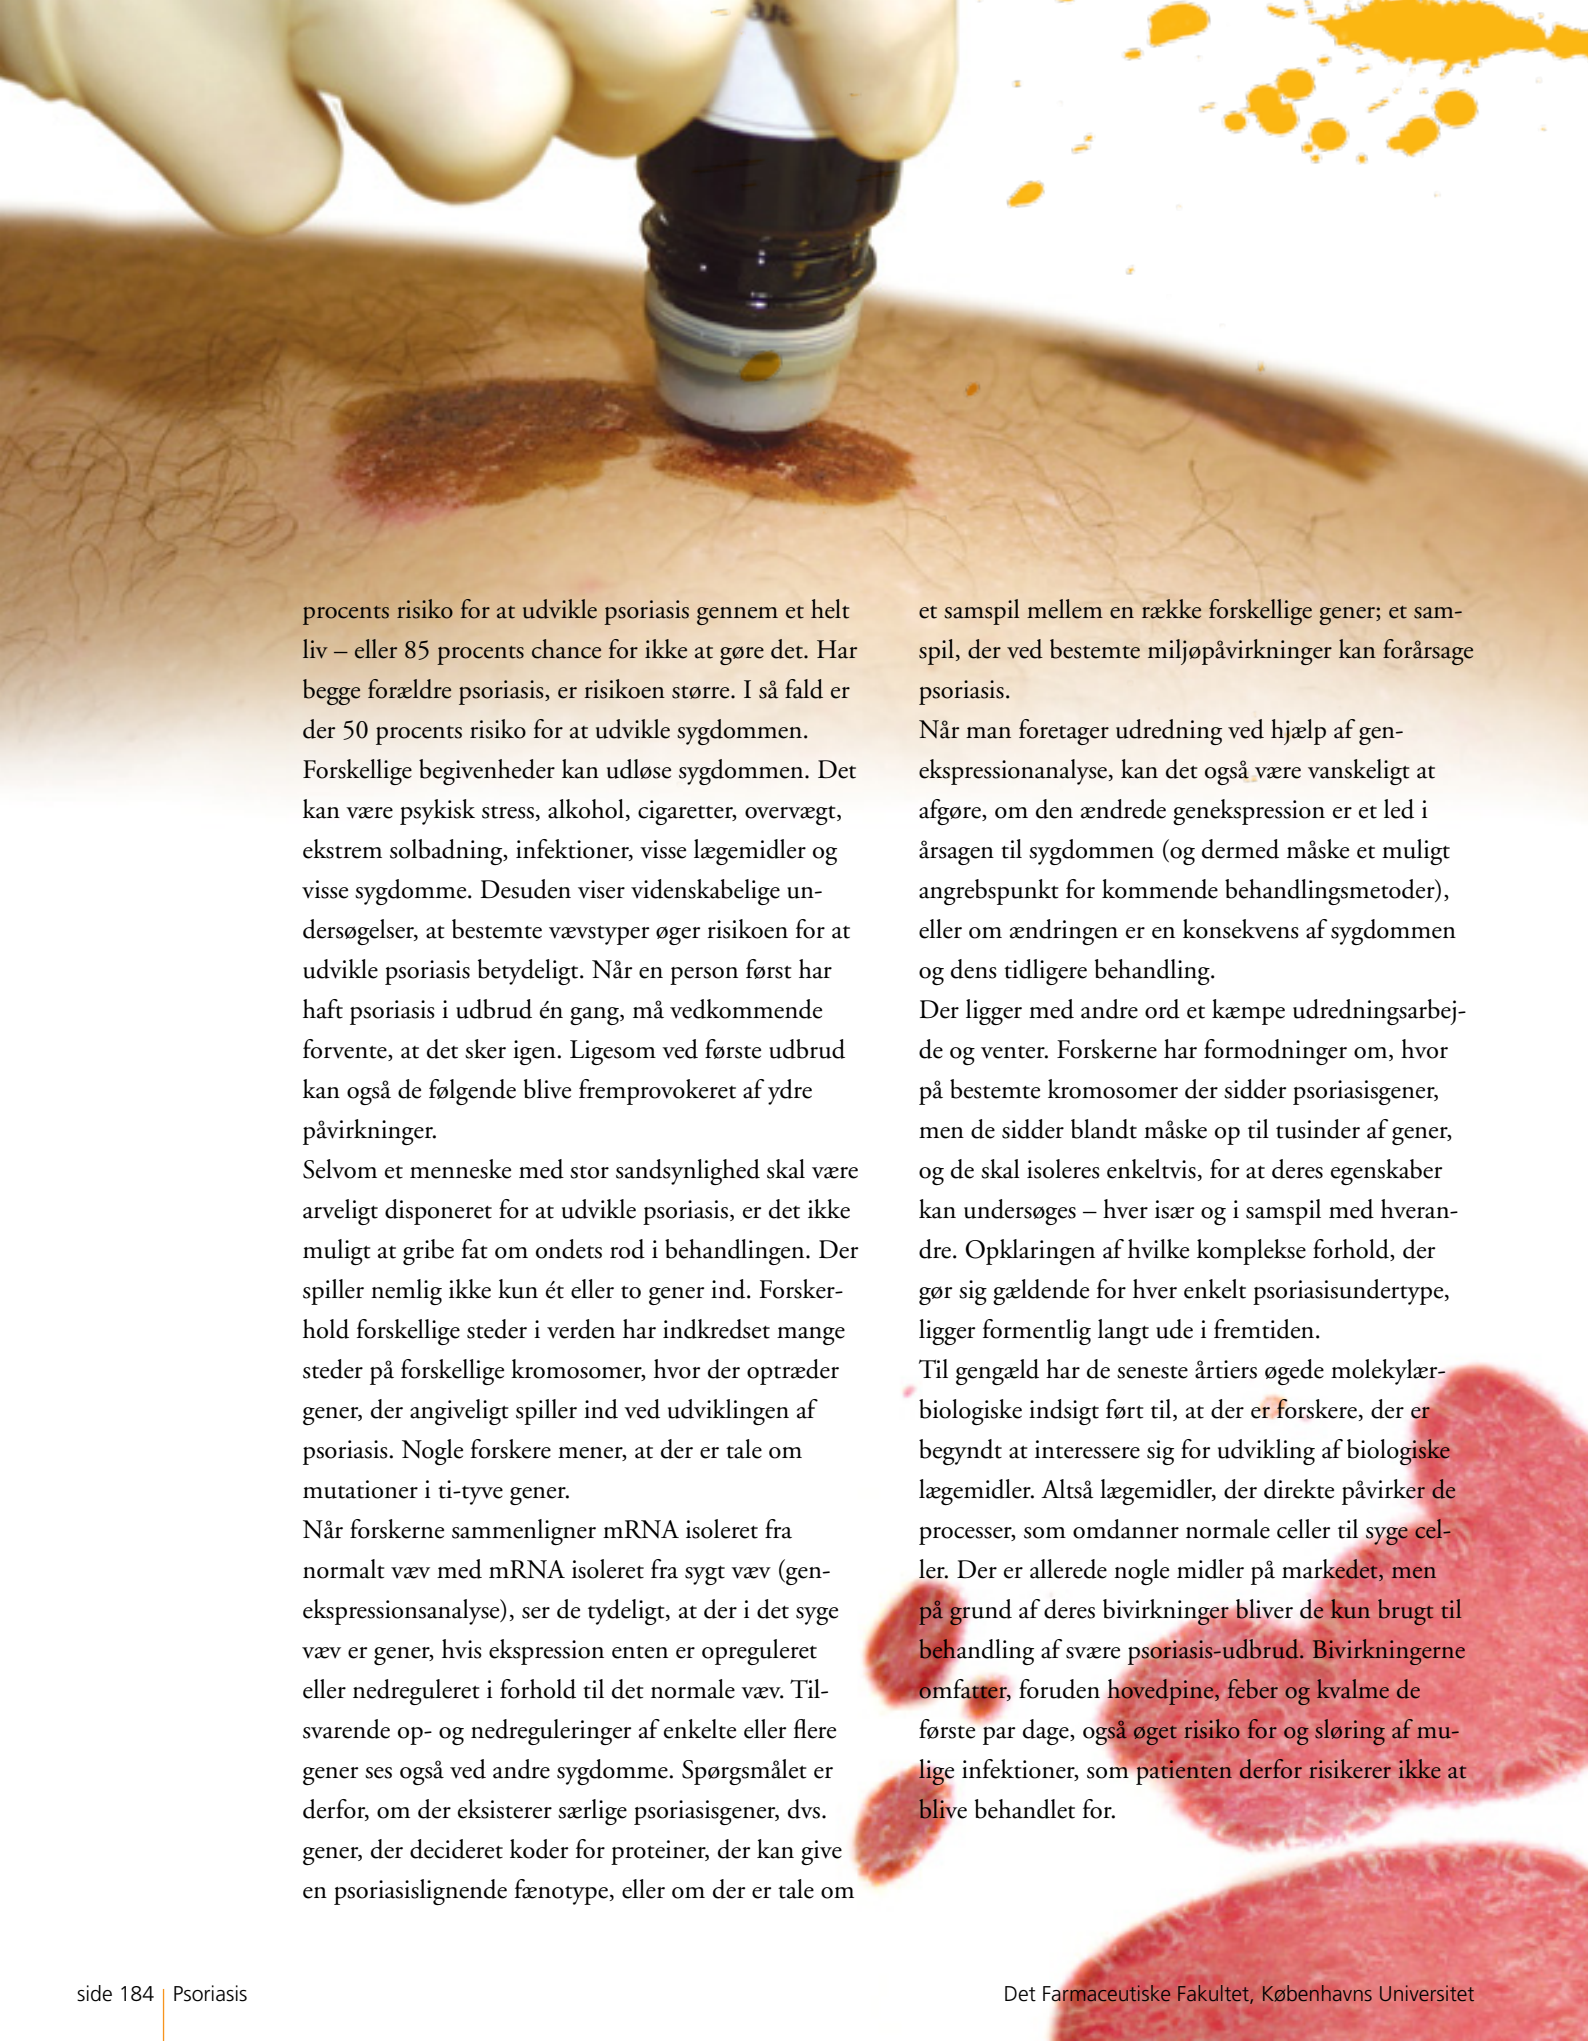 procents risiko for at udvikle psoriasis gennem et helt
liv – eller 85 procents chance for ikke at gøre det. Har
begge forældre psoriasis, er risikoen større. I så fald er
der 50 procents risiko for at udvikle sygdommen.
Forskellige begivenheder kan udløse sygdommen. Det
kan være psykisk stress, alkohol, cigaretter, overvægt,
ekstrem solbadning, infektioner, visse lægemidler og
visse sygdomme. Desuden viser videnskabelige un-
dersøgelser, at bestemte vævstyper øger risikoen for at
udvikle psoriasis betydeligt. Når en person først har
haft psoriasis i udbrud én gang, må vedkommende
forvente, at det sker igen. Ligesom ved første udbrud
kan også de følgende blive fremprovokeret af ydre
påvirkninger.
Selvom et menneske med stor sandsynlighed skal være
arveligt disponeret for at udvikle psoriasis, er det ikke
muligt at gribe fat om ondets rod i behandlingen. Der
spiller nemlig ikke kun ét eller to gener ind. Forsker-
hold forskellige steder i verden har indkredset mange
steder på forskellige kromosomer, hvor der optræder
gener, der angiveligt spiller ind ved udviklingen af
psoriasis. Nogle forskere mener, at der er tale om
mutationer i ti-tyve gener.
Når forskerne sammenligner mRNA isoleret fra
normalt væv med mRNA isoleret fra sygt væv (gen-
ekspressionsanalyse), ser de tydeligt, at der i det syge
væv er gener, hvis ekspression enten er opreguleret
eller nedreguleret i forhold til det normale væv. Til-
svarende op- og nedreguleringer af enkelte eller flere
gener ses også ved andre sygdomme. Spørgsmålet er
derfor, om der eksisterer særlige psoriasisgener, dvs.
gener, der decideret koder for proteiner, der kan give
en psoriasislignende fænotype, eller om der er tale om
et samspil mellem en række forskellige gener; et sam-
spil, der ved bestemte miljøpåvirkninger kan forårsage
psoriasis.
Når man foretager udredning ved hjælp af gen-
ekspressionanalyse, kan det også være vanskeligt at
afgøre, om den ændrede genekspression er et led i
årsagen til sygdommen (og dermed måske et muligt
angrebspunkt for kommende behandlingsmetoder),
eller om ændringen er en konsekvens af sygdommen
og dens tidligere behandling.
Der ligger med andre ord et kæmpe udredningsarbej-
de og venter. Forskerne har formodninger om, hvor
på bestemte kromosomer der sidder psoriasisgener,
men de sidder blandt måske op til tusinder af gener,
og de skal isoleres enkeltvis, for at deres egenskaber
kan undersøges – hver især og i samspil med hveran-
dre. Opklaringen af hvilke komplekse forhold, der
gør sig gældende for hver enkelt psoriasisundertype,
ligger formentlig langt ude i fremtiden.
Til gengæld har de seneste årtiers øgede molekylær-
biologiske indsigt ført til, at der er forskere, der er
begyndt at interessere sig for udvikling af biologiske
lægemidler. Altså lægemidler, der direkte påvirker de
processer, som omdanner normale celler til syge cel-
ler. Der er allerede nogle midler på markedet, men
på grund af deres bivirkninger bliver de kun brugt til
behandling af svære psoriasis-udbrud. Bivirkningerne
omfatter, foruden hovedpine, feber og kvalme de
første par dage, også øget risiko for og sløring af mu-
lige infektioner, som patienten derfor risikerer ikke at
blive behandlet for.
side 184 Psoriasis
Det Farmaceutiske Fakultet, Københavns Universitet